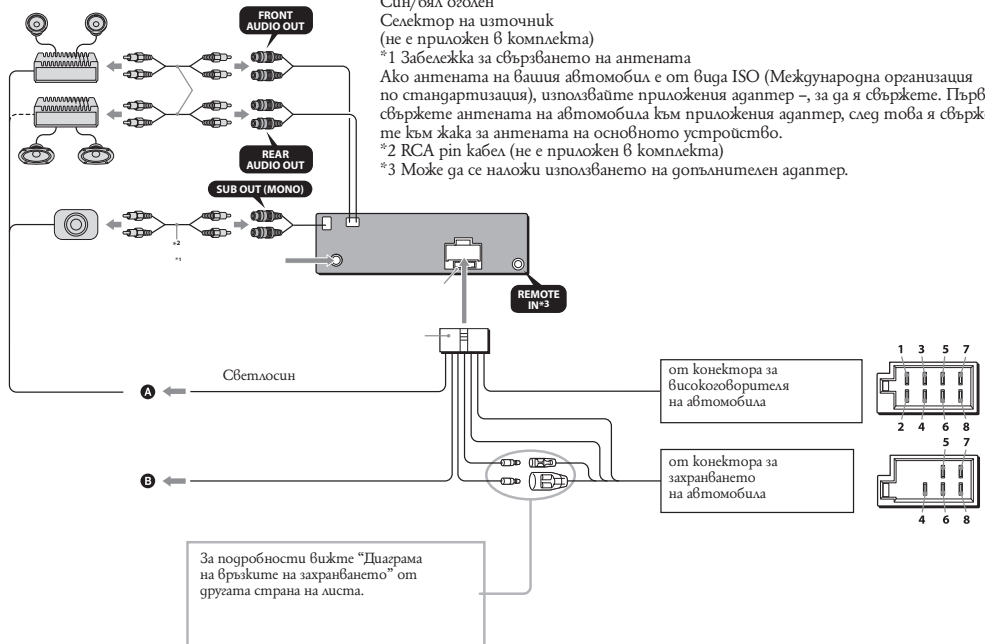 Син/бял оголен
Селектор на източник
(не е приложен в комплекта)
*1 Забележка за свързването на антената
Ако антената на вашия автомобил е от вида ISO (Международна организация
по стандартизация), използвайте приложения адаптер –, за да я свържете. Първ
свържете антената на автомобила към приложения адаптер, след това я свърже
те към жака за антената на основното устройство.
*2 RCA pin кабел (не е приложен в комплекта)
*3 Може да се наложи използването на допълнителен адаптер.
FRONT
AUDIO OUT
REAR
AUDIO OUT
SUB OUT (MONO)
*2
*1
REMOTE
IN*3
Светлосин
A
B
от конектора за
високоговорителя
на автомобила
1 3 5 7
2 4 6 8
от конектора за
захранването
на автомобила
5 7
4 6 8
За подробности вижте “Диаграма
на връзките на захранването” от
другата страна на листа.